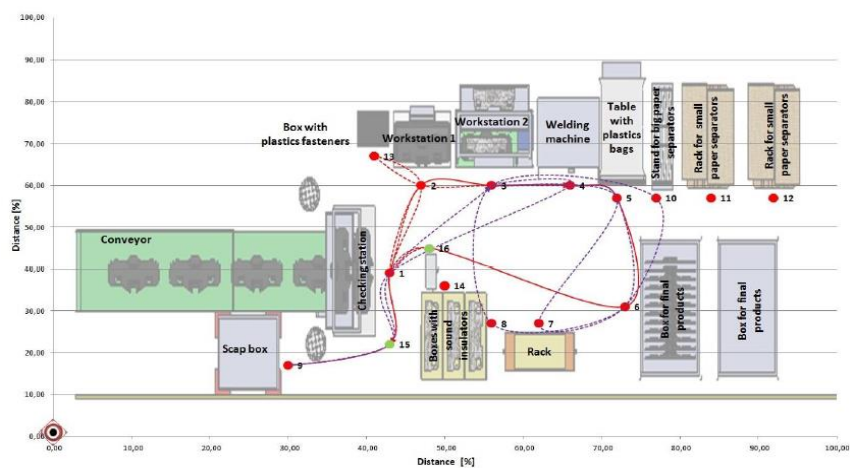 100,00
90,00
80,00
70,00
60,00
50,00
40,00
30,00
20,00
10,00
0,00
Distance [%]
0,00
10,00
20,00
30,00
40,00
50,00
60,00
70,00
80,00
90,00
100,00
Distance [%]
Box with
plastics fasteners
Workstation 1
Workstation 2
Welding
machine
Table
with
plastics
bags
Stand for big paper
separators
Rack for small
paper separators
Rack for small
paper separators
13
2
3
4
5
10
11
12
Conveyor
Checking station
16
1
14
15
Scap box
9
Boxes with
sound
insulators
8
7
Rack
6
Box for final
products
Box for final
products